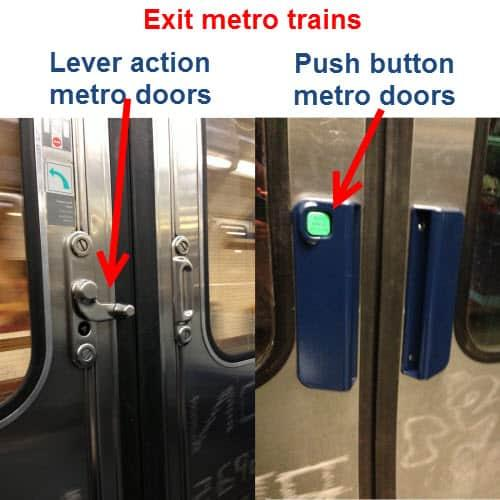 Exit metro trains
Lever action
metro doors
Push button
metro doors